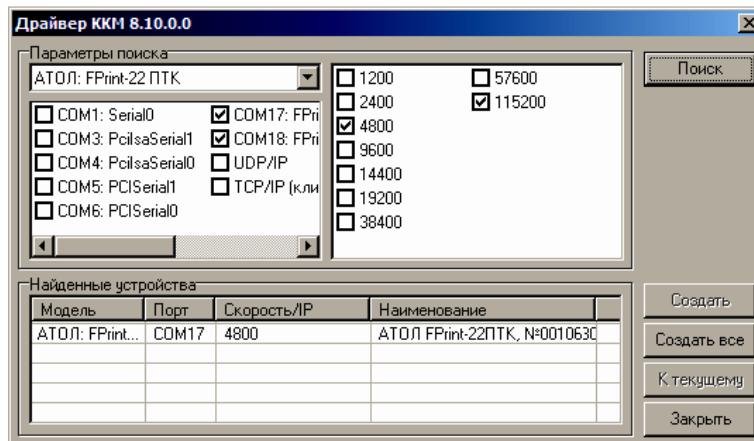 Драйвер ККМ 8.10.0.0
Параметры поиска
АТОЛ: FPrint-22 ПТК
COM1: Serial0
COM3: PciIsaSerial1
COM4: PciIsaSerial0
COM5: PCISerial1
COM6: PCISerial0
COM17: FPri
COM18: FPri
UDP/IP
TCP/IP (кли
1200
2400
4800
9600
14400
19200
38400
57600
115200
Поиск
Найденные устройства
Модель Порт Скорость/IP Наименование
АТОЛ: FPrint... COM17 4800 АТОЛ FPrint-22ПТК, №0010630
Создать
Создать все
К текущему
Закрыть